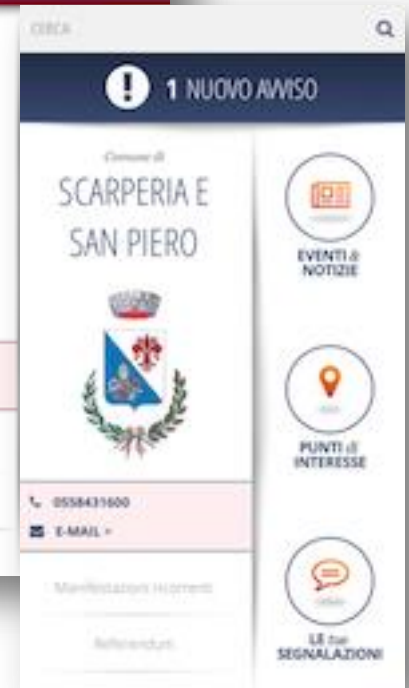 CERCA
1 NUOVO AVVISO
Comune di
SCARPERIA E
SAN PIERO
0558431600
E-MAIL
Manifestazioni ricorrenti
Referendum
EVENTI &
NOTIZIE
PUNTI di
INTERESSE
LE tue
SEGNALAZIONI